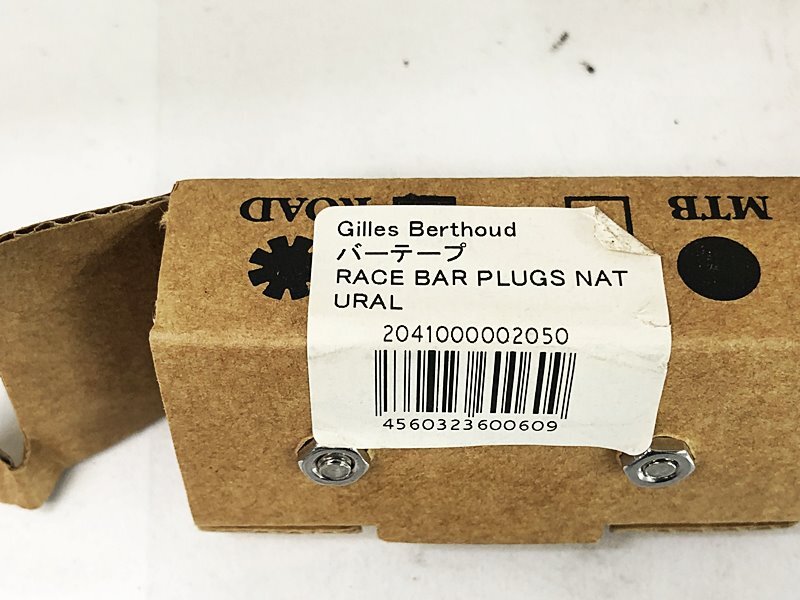 ROAD
MTB
Gilles Berthoud
バーテープ
RACE BAR PLUGS NAT
URAL
2041000002050
4560323600609